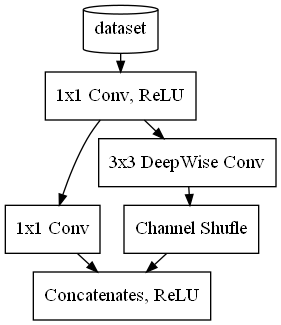 dataset
1x1 Conv, ReLU
3x3 DeepWise Conv
1x1 Conv
Channel Shufle
Concatenates, ReLU